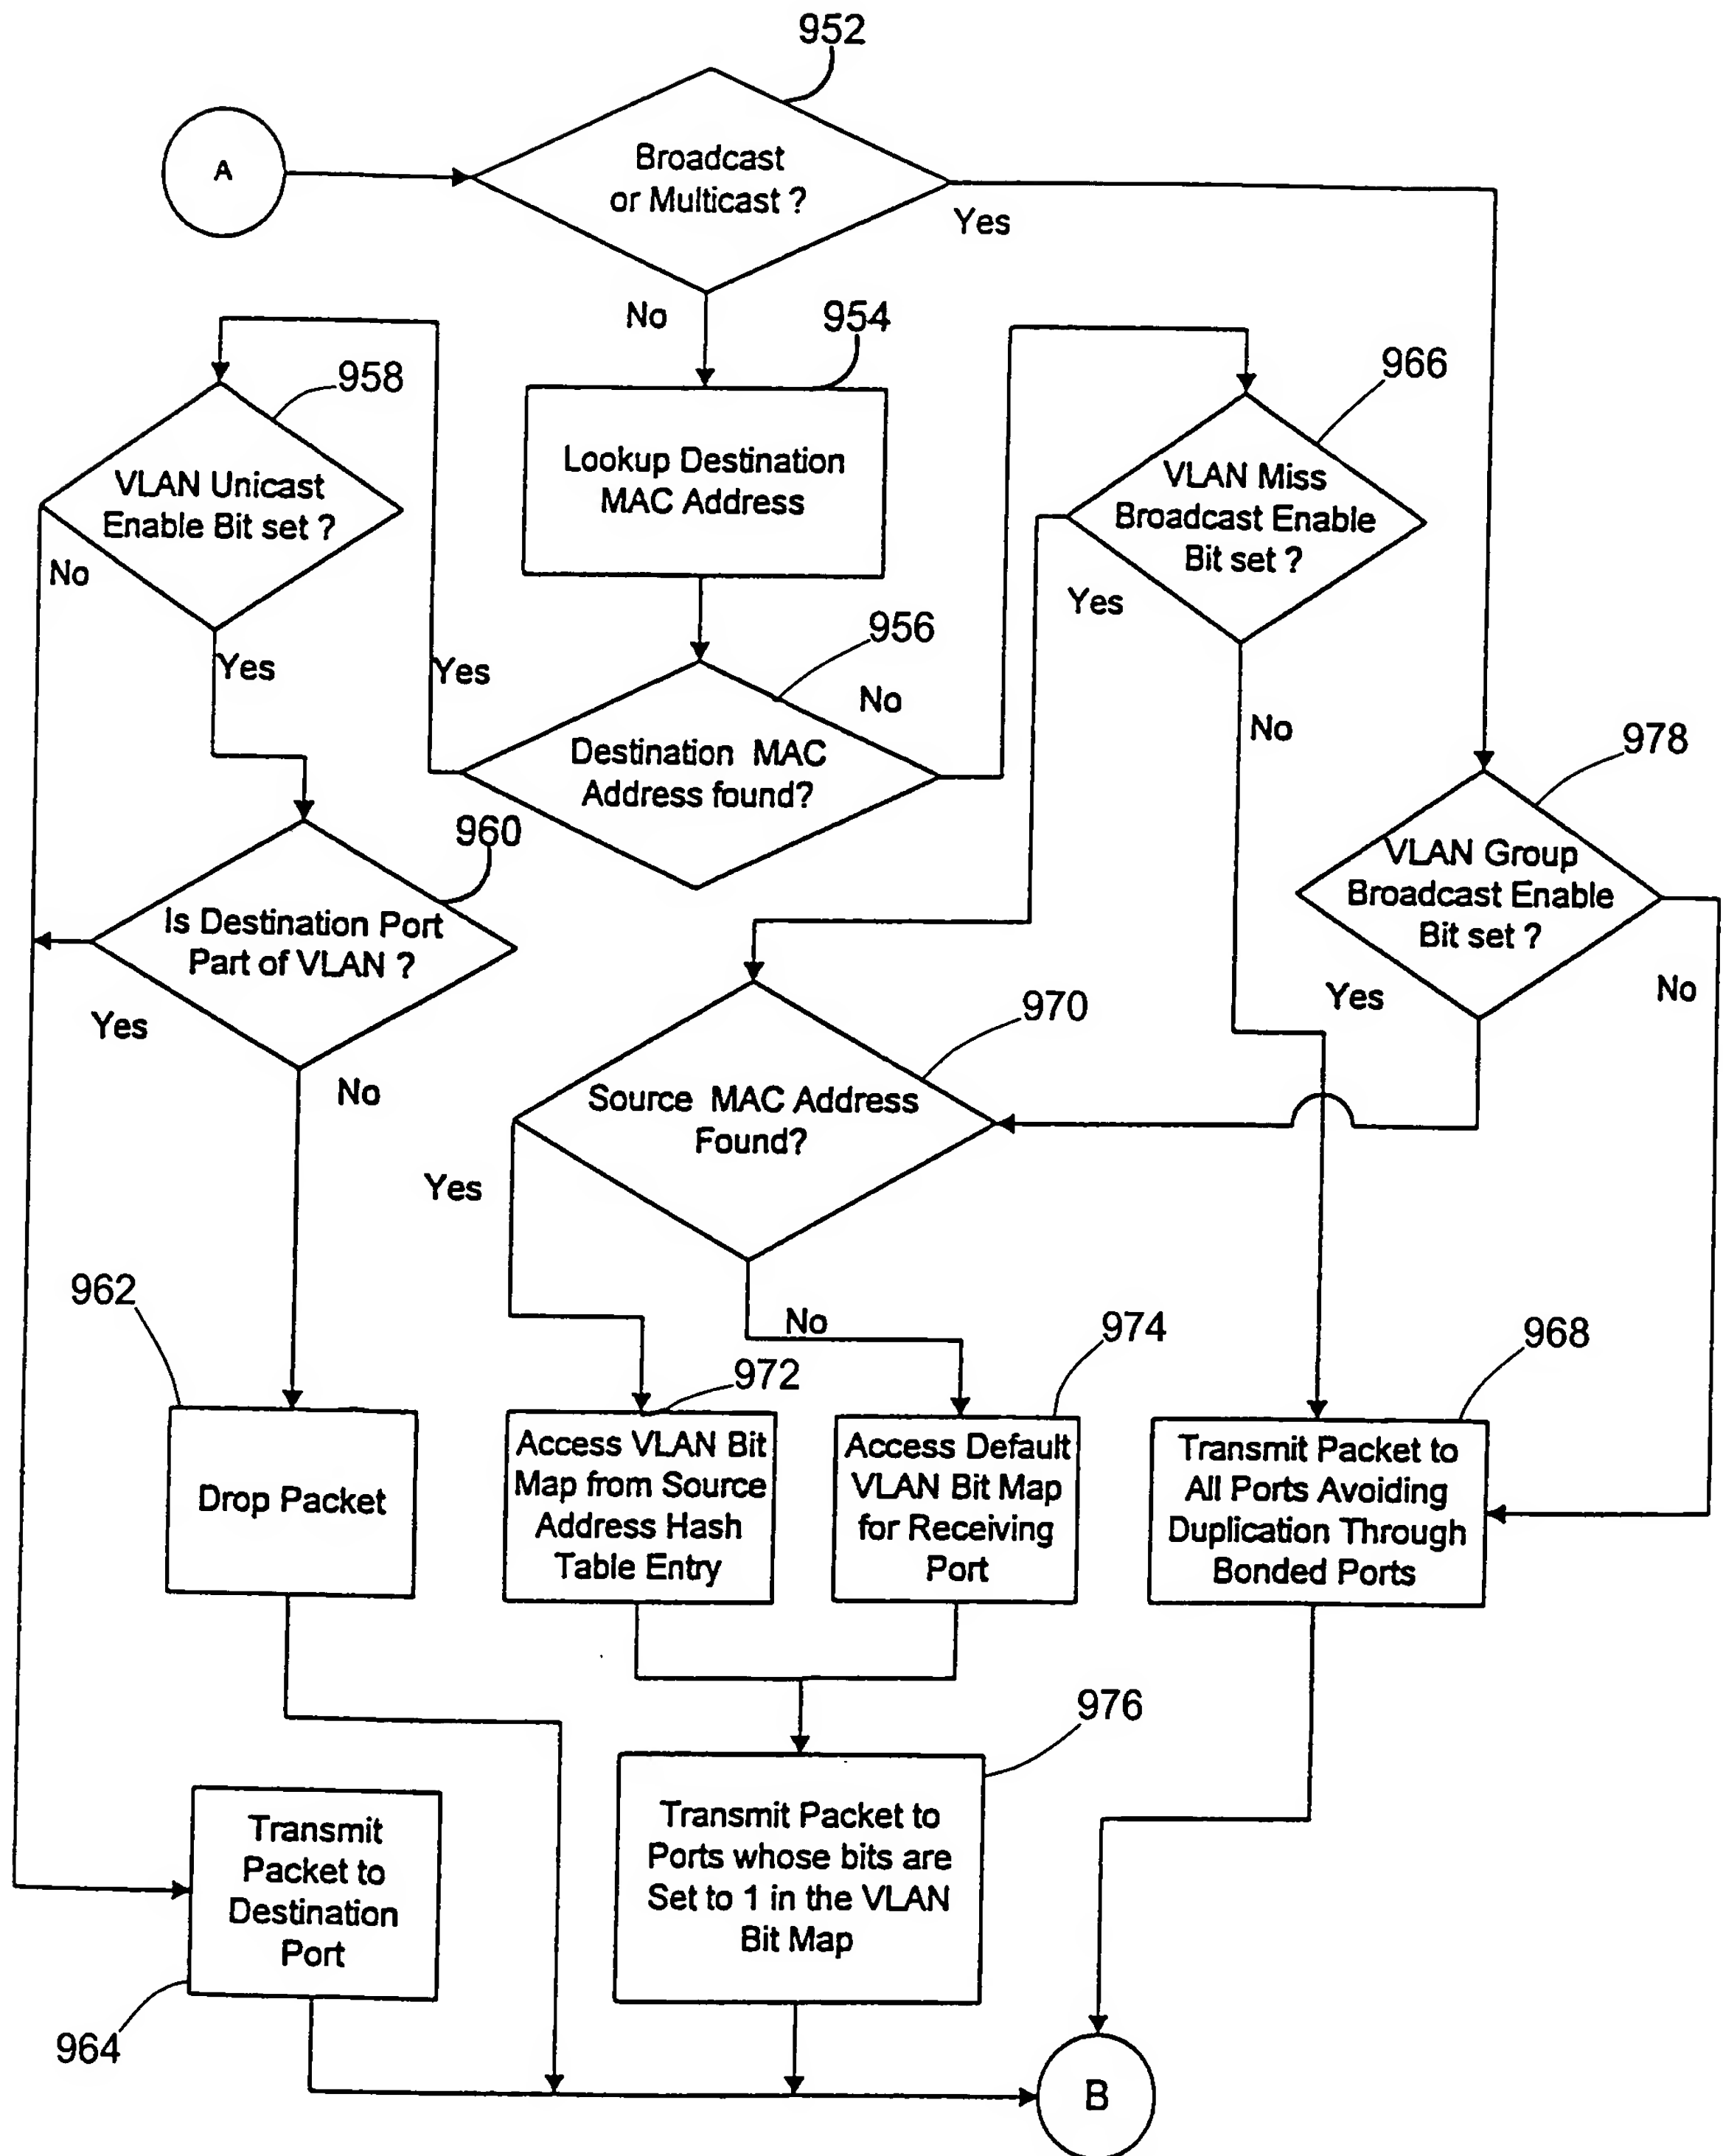 952
A
Broadcast
or Multicast ?
Yes
No
954
958
966
Lookup Destination
MAC Address
VLAN Unicast
Enable Bit set ?
VLAN Miss
Broadcast Enable
Bit set ?
No
Yes
956
Yes
Yes
No
No
978
Destination MAC
Address found?
960
VLAN Group
Broadcast Enable
Bit set ?
Is Destination Port
Part of VLAN ?
Yes
No
970
Yes
No
Source MAC Address
Found?
Yes
962
No
974
968
972
Drop Packet
Access VLAN Bit
Map from Source
Address Hash
Table Entry
Access Default
VLAN Bit Map
for Receiving
Port
Transmit Packet to
All Ports Avoiding
Duplication Through
Bonded Ports
976
Transmit
Packet to
Destination
Port
Transmit Packet to
Ports whose bits are
Set to 1 in the VLAN
Bit Map
964
B